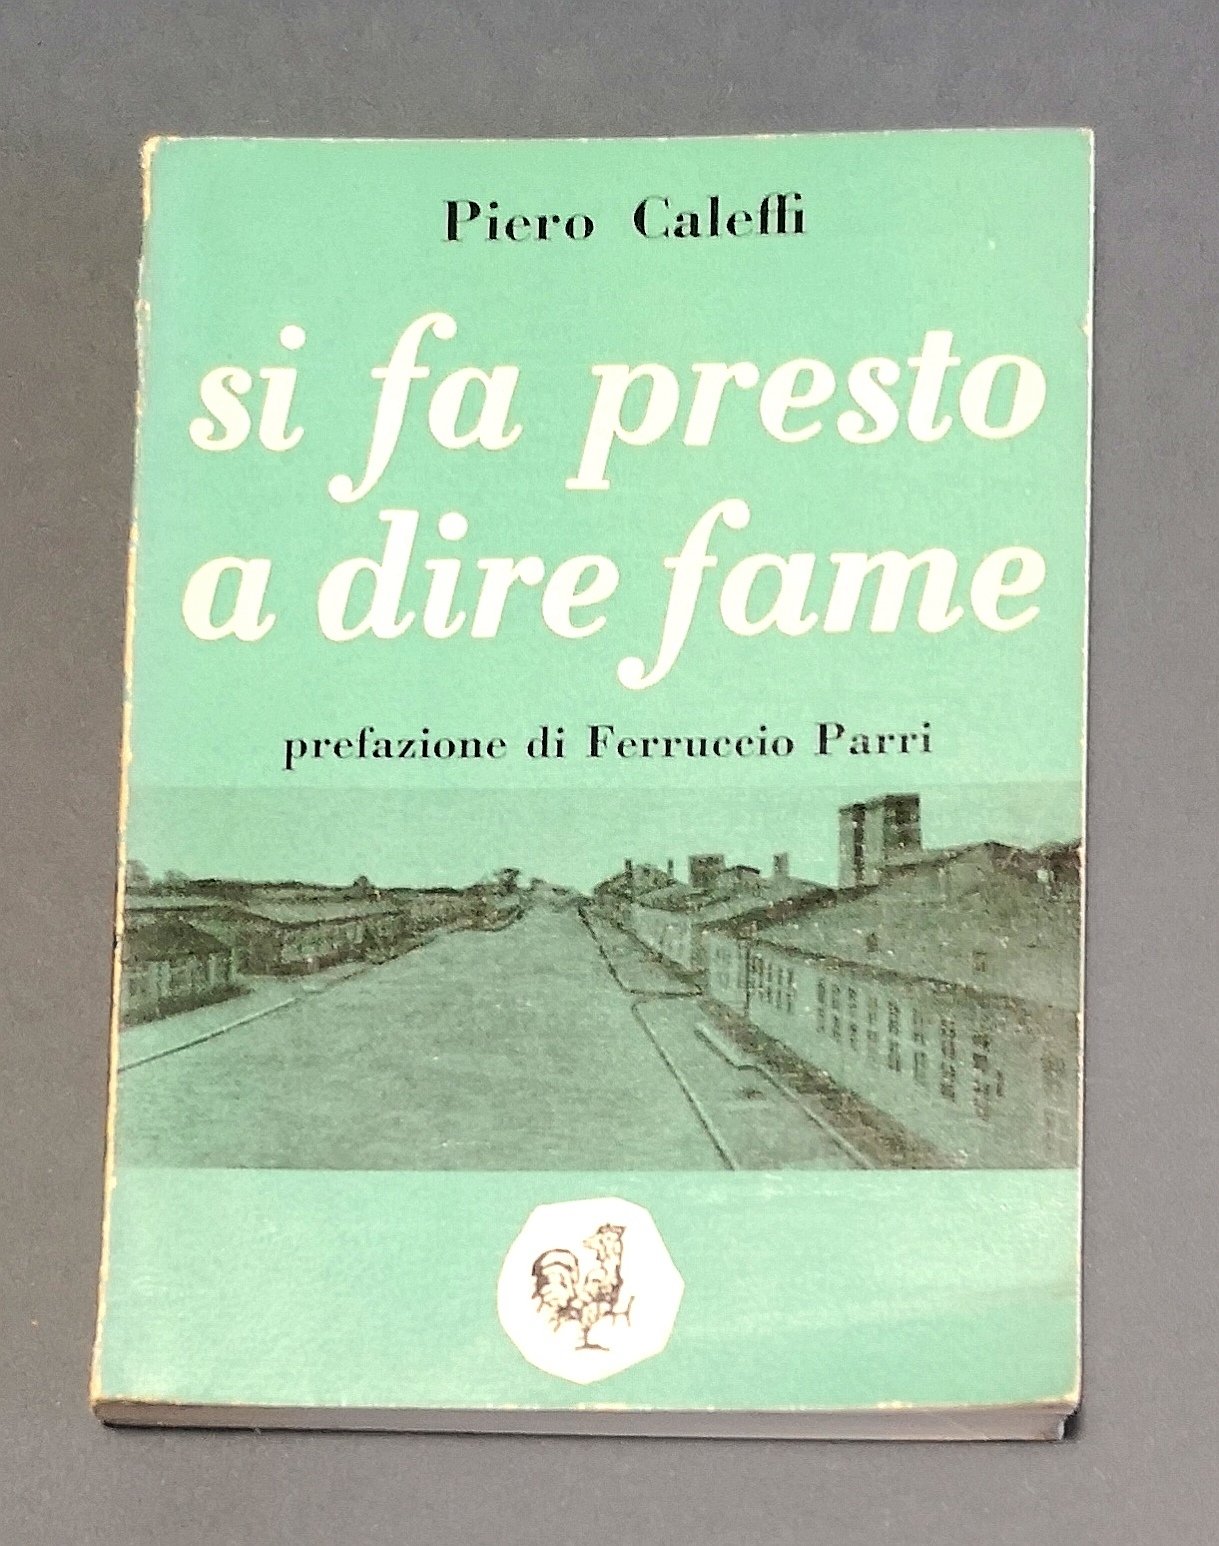 Piero Caleffi
si fa presto
a dire fame
prefazione di Ferruccio Parri